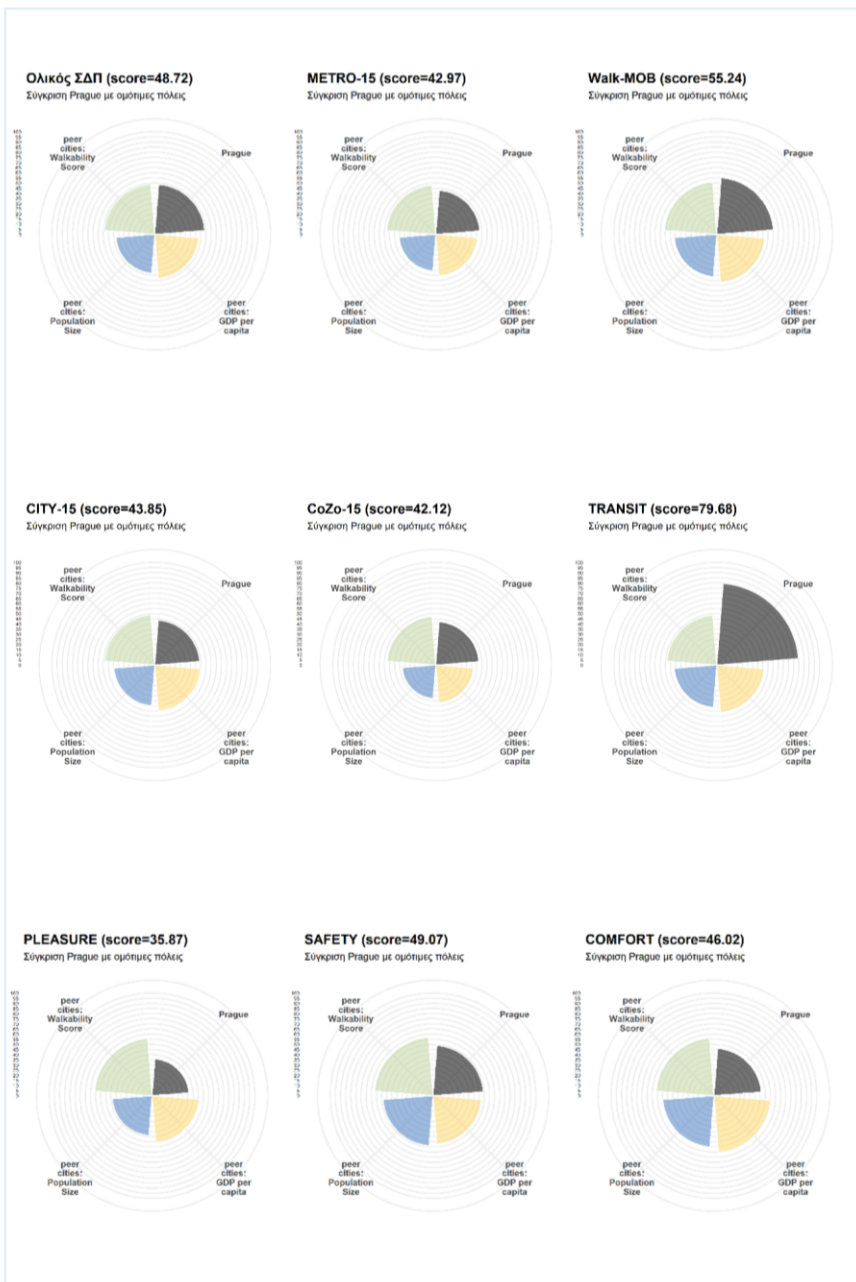 Ολικός ΣΔΠ (score=48.72)
Σύγκριση Prague με ομότιμες πόλεις
peer
cities:
Walkability
Score
Prague
peer
cities:
Population
Size
peer
cities:
GDP per
capita
METRO-15 (score=42.97)
Σύγκριση Prague με ομότιμες πόλεις
peer
cities:
Walkability
Score
Prague
peer
cities:
Population
Size
peer
cities:
GDP per
capita
Walk-MOB (score=55.24)
Σύγκριση Prague με ομότιμες πόλεις
peer
cities:
Walkability
Score
Prague
peer
cities:
Population
Size
peer
cities:
GDP per
capita
CITY-15 (score=43.85)
Σύγκριση Prague με ομότιμες πόλεις
peer
cities:
Walkability
Score
Prague
peer
cities:
Population
Size
peer
cities:
GDP per
capita
CoZo-15 (score=42.12)
Σύγκριση Prague με ομότιμες πόλεις
peer
cities:
Walkability
Score
Prague
peer
cities:
Population
Size
peer
cities:
GDP per
capita
TRANSIT (score=79.68)
Σύγκριση Prague με ομότιμες πόλεις
peer
cities:
Walkability
Score
Prague
peer
cities:
Population
Size
peer
cities:
GDP per
capita
PLEASURE (score=35.87)
Σύγκριση Prague με ομότιμες πόλεις
peer
cities:
Walkability
Score
Prague
peer
cities:
Population
Size
peer
cities:
GDP per
capita
SAFETY (score=49.07)
Σύγκριση Prague με ομότιμες πόλεις
peer
cities:
Walkability
Score
Prague
peer
cities:
Population
Size
peer
cities:
GDP per
capita
COMFORT (score=46.02)
Σύγκριση Prague με ομότιμες πόλεις
peer
cities:
Walkability
Score
Prague
peer
cities:
Population
Size
peer
cities:
GDP per
capita